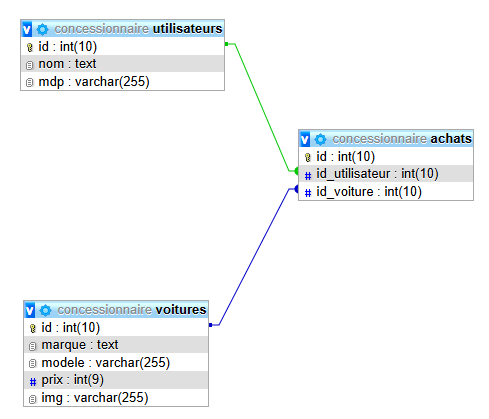 concessionnaire utilisateurs
id : int(10)
nom : text
mdp : varchar(255)
concessionnaire achats
id : int(10)
# id_utilisateur : int(10)
# id_voiture : int(10)
concessionnaire voitures
id : int(10)
marque : text
modele : varchar(255)
# prix : int(9)
img : varchar(255)